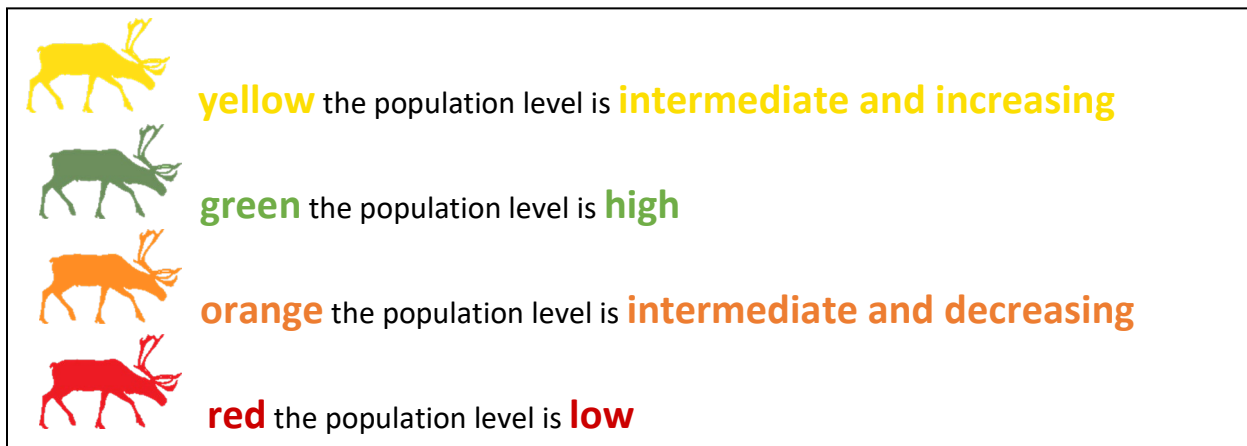 yellow the population level is intermediate and increasing
green the population level is high
orange the population level is intermediate and decreasing
red the population level is low